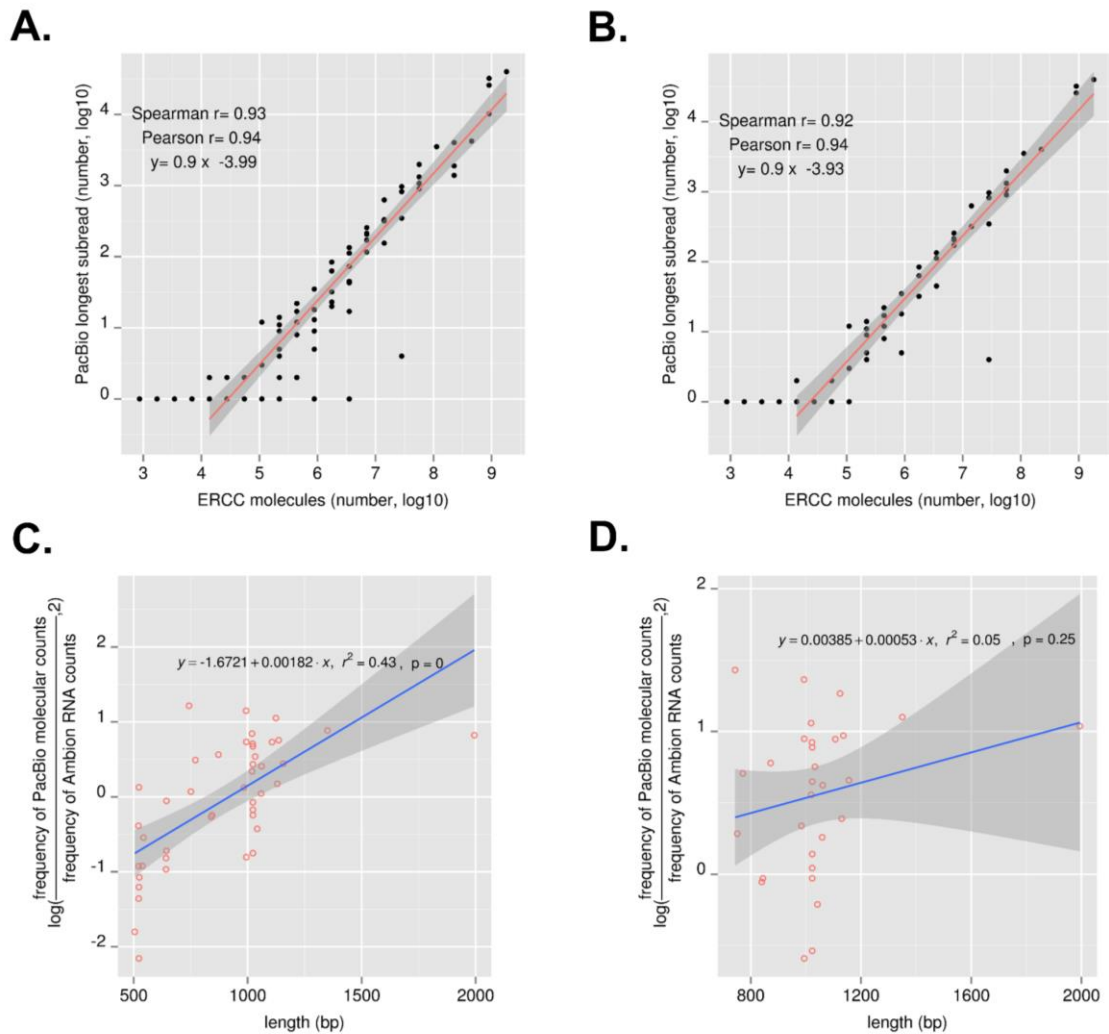 A.
Spearman r= 0.93
Pearson r= 0.94
y= 0.9 x -3.99
PacBio longest subread (number, log10)
4
3
2
1
0
3 4 5 6 7 8 9
ERCC molecules (number, log10)
B.
Spearman r= 0.92
Pearson r= 0.94
y= 0.9 x -3.93
PacBio longest subread (number, log10)
4
3
2
1
0
3 4 5 6 7 8 9
ERCC molecules (number, log10)
C.
y = -1.6721 + 0.00182 · x, r² = 0.43 , p = 0
log(frequency of PacBio molecular counts
frequency of Ambion RNA counts,2)
2
1
0
-1
-2
500 1000 1500 2000
length (bp)
D.
y = 0.00385 + 0.00053 · x, r² = 0.05 , p = 0.25
log(frequency of PacBio molecular counts
frequency of Ambion RNA counts,2)
2
1
0
800 1200 1600 2000
length (bp)